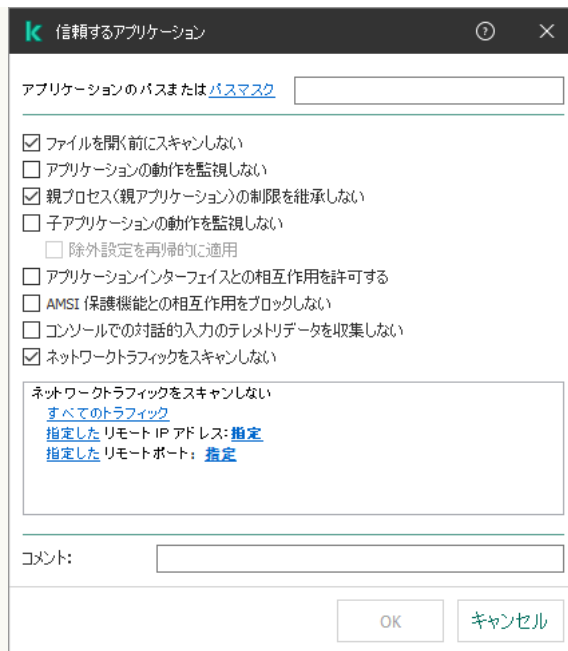 信頼するアプリケーション
アプリケーションのパスまたはパスマスク
ファイルを開く前にスキャンしない
アプリケーションの動作を監視しない
親プロセス(親アプリケーション)の制限を継承しない
子アプリケーションの動作を監視しない
除外設定を再帰的に適用
アプリケーションインターフェイスとの相互作用を許可する
AMSI 保護機能との相互作用をブロックしない
コンソールでの対話的入力のテレメトリデータを収集しない
ネットワークトラフィックをスキャンしない
ネットワークトラフィックをスキャンしない
すべてのトラフィック
指定した リモート IP アドレス: 指定
指定した リモートポート: 指定
コメント:
OK キャンセル